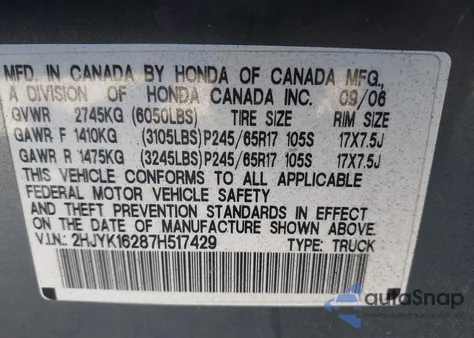 MFD. IN CANADA BY HONDA OF CANADA MFG.,
A DIVISION OF HONDA CANADA INC. 09/06
GVWR 2745KG (6050LBS) TIRE SIZE RIM SIZE
GAWR F 1410KG (3105LBS)P245/65R17 105S 17X7.5J
GAWR R 1475KG (3245LBS)P245/65R17 105S 17X7.5J
THIS VEHICLE CONFORMS TO ALL APPLICABLE
FEDERAL MOTOR VEHICLE SAFETY
AND THEFT PREVENTION STANDARDS IN EFFECT
ON THE DATE OF MANUFACTURE SHOWN ABOVE.
V.I.N.: 2HJYK16287H517429 TYPE: TRUCK
autoSnap